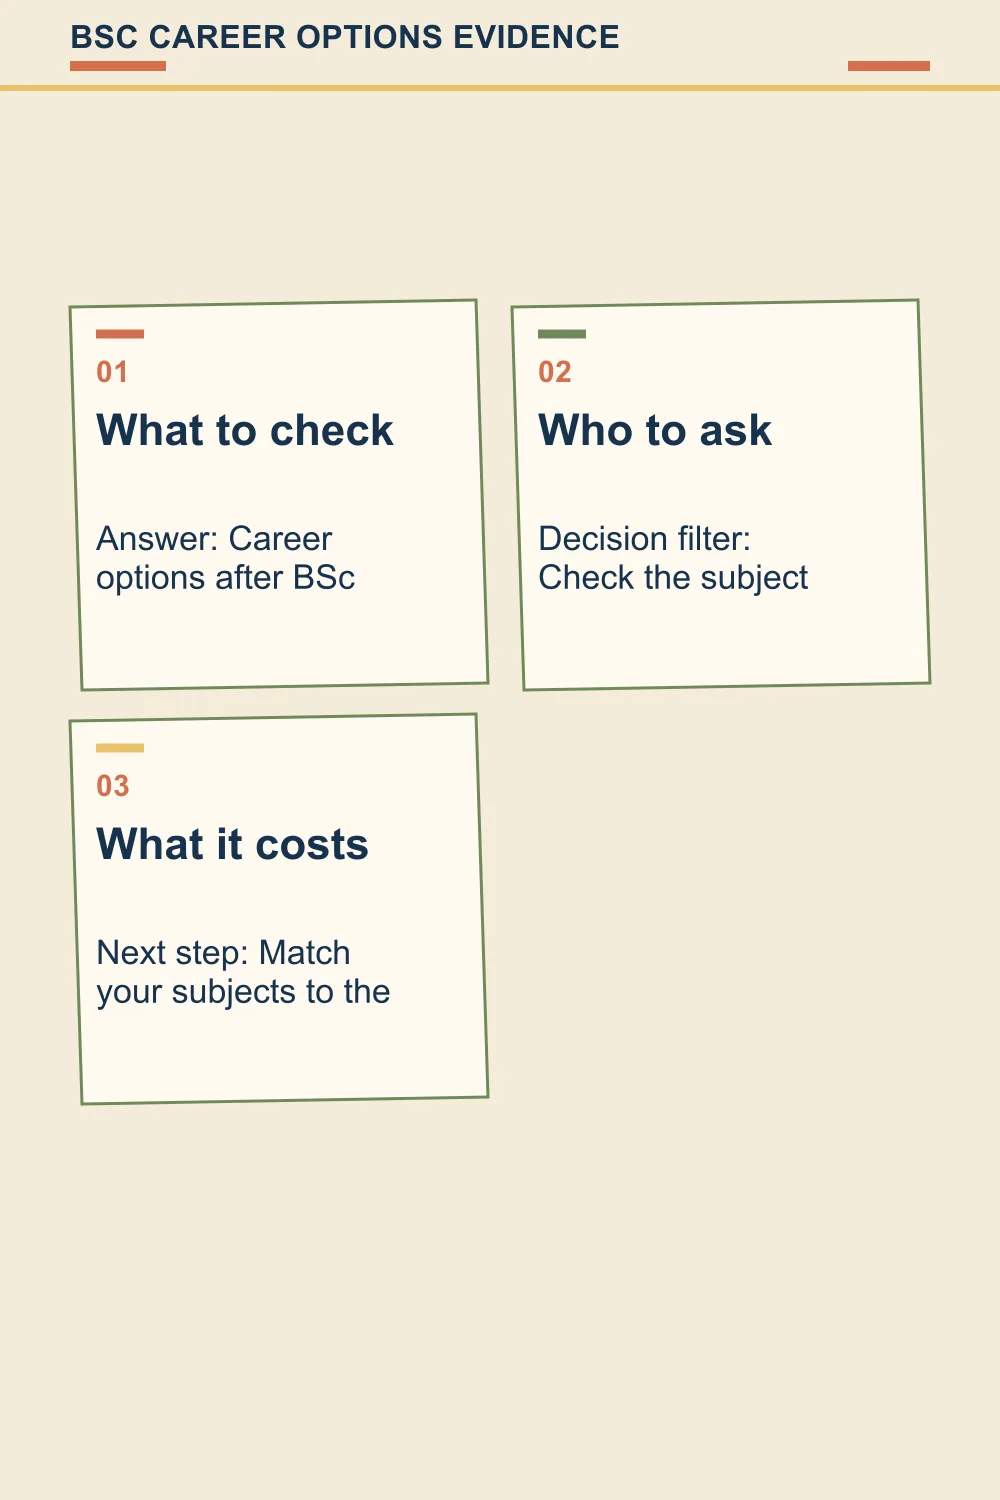 BSC CAREER OPTIONS EVIDENCE
01
What to check
Answer: Career
options after BSc
02
Who to ask
Decision filter:
Check the subject
03
What it costs
Next step: Match
your subjects to the